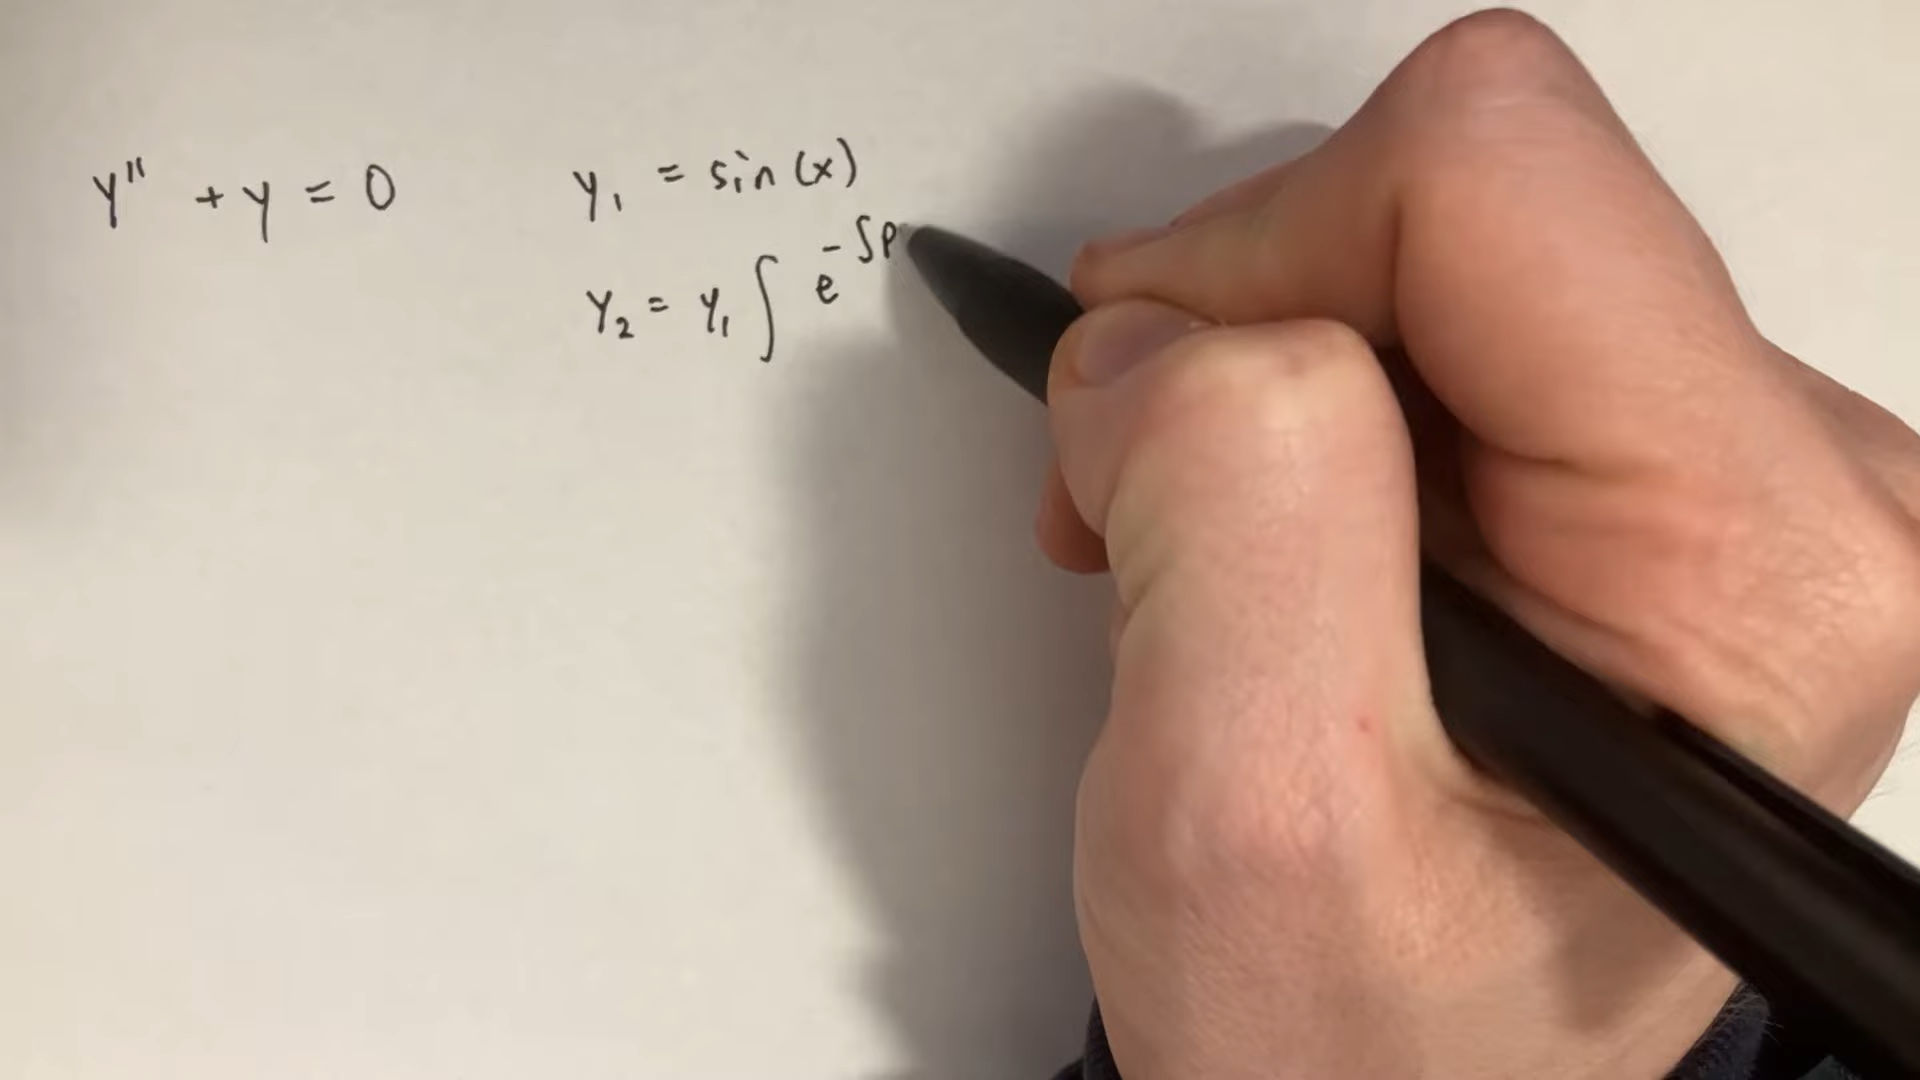 y'' + y = 0 y₁ = sin(x)
y₂ = y₁ ∫ e^{-∫P